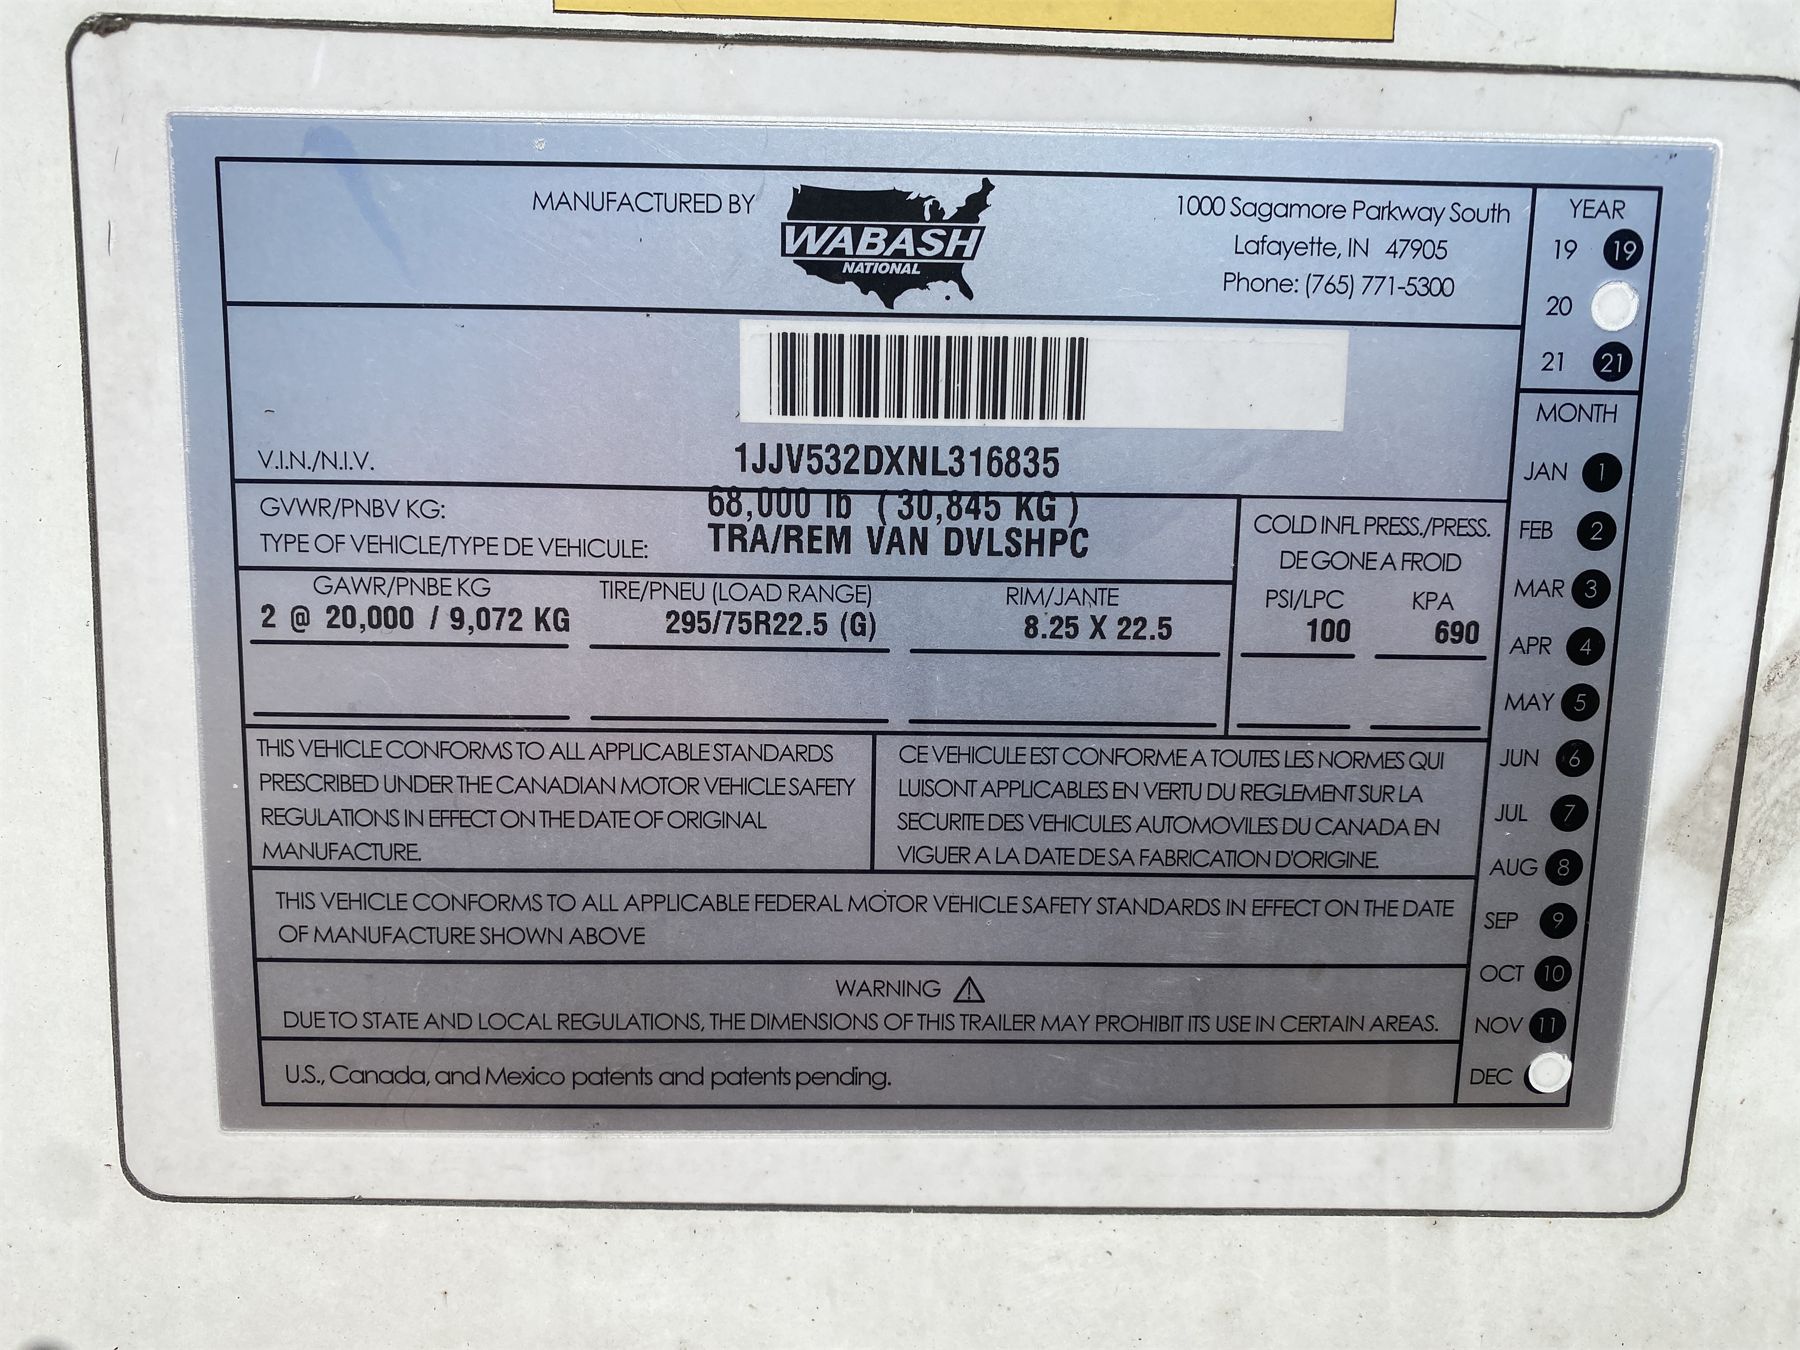 MANUFACTURED BY
WABASH
NATIONAL
1000 Sagamore Parkway South
Lafayette, IN 47905
Phone: (765) 771-5300
YEAR
19 19
20
21 21
V.I.N./N.I.V. 1JJV532DXNL316835
GVWR/PNBV KG: 68,000 lb ( 30,845 KG )
TYPE OF VEHICLE/TYPE DE VEHICULE: TRA/REM VAN DVLSHPC
COLD INFL PRESS./PRESS.
DE GONE A FROID
GAWR/PNBE KG TIRE/PNEU (LOAD RANGE) RIM/JANTE PSI/LPC KPA
2 @ 20,000 / 9,072 KG 295/75R22.5 (G) 8.25 X 22.5 100 690
MONTH
JAN 1
FEB 2
MAR 3
APR 4
MAY 5
JUN 6
JUL 7
AUG 8
SEP 9
OCT 10
NOV 11
DEC
THIS VEHICLE CONFORMS TO ALL APPLICABLE STANDARDS
PRESCRIBED UNDER THE CANADIAN MOTOR VEHICLE SAFETY
REGULATIONS IN EFFECT ON THE DATE OF ORIGINAL
MANUFACTURE.
CE VEHICULE EST CONFORME A TOUTES LES NORMES QUI
LUISONT APPLICABLES EN VERTU DU REGLEMENT SUR LA
SECURITE DES VEHICULES AUTOMOVILES DU CANADA EN
VIGUER A LA DATE DE SA FABRICATION D'ORIGINE.
THIS VEHICLE CONFORMS TO ALL APPLICABLE FEDERAL MOTOR VEHICLE SAFETY STANDARDS IN EFFECT ON THE DATE
OF MANUFACTURE SHOWN ABOVE
WARNING
DUE TO STATE AND LOCAL REGULATIONS, THE DIMENSIONS OF THIS TRAILER MAY PROHIBIT ITS USE IN CERTAIN AREAS.
U.S., Canada, and Mexico patents and patents pending.